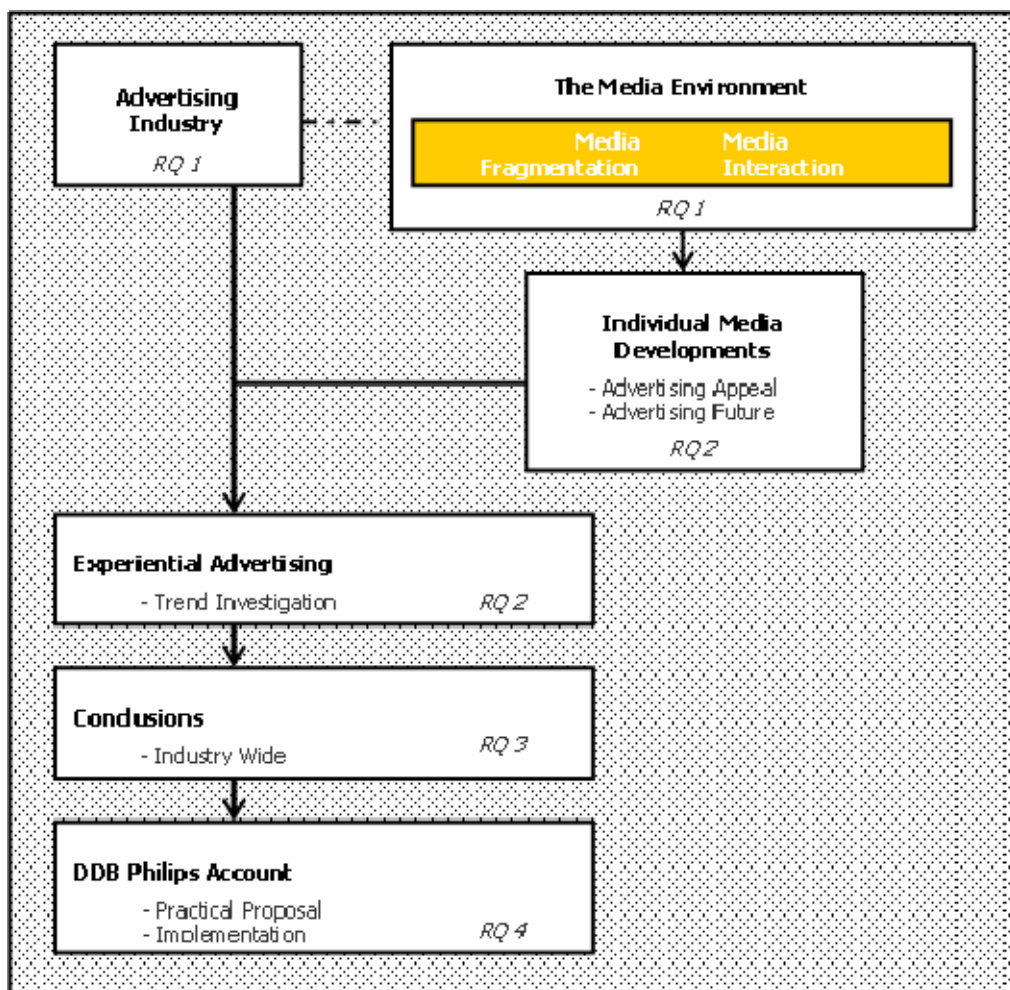 Advertising
Industry
RQ 1
The Media Environment
Media
Fragmentation
Media
Interaction
RQ 1
Individual Media
Developments
- Advertising Appeal
- Advertising Future
RQ 2
Experiential Advertising
- Trend Investigation
RQ 2
Conclusions
- Industry Wide
RQ 3
DDB Philips Account
- Practical Proposal
- Implementation
RQ 4